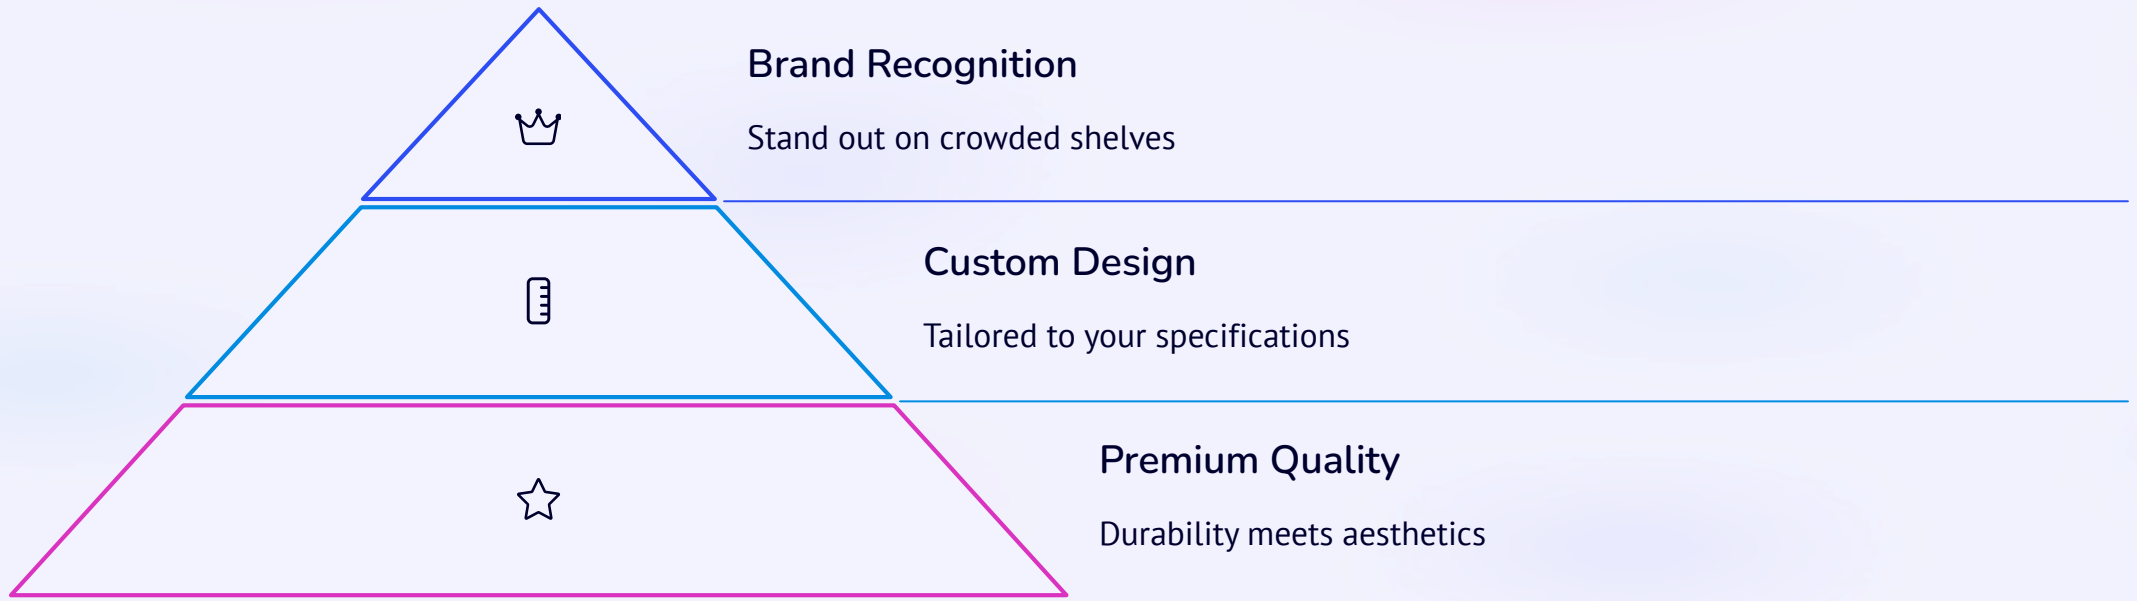 Brand Recognition
Stand out on crowded shelves
Custom Design
Tailored to your specifications
Premium Quality
Durability meets aesthetics